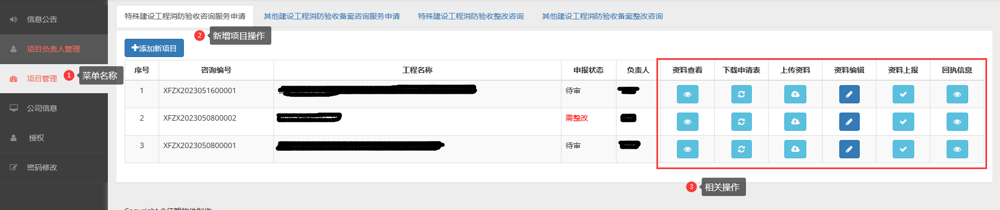 信息公告
项目负责人管理
项目管理
公司信息
授权
密码修改
1 菜单名称
特殊建设工程消防验收咨询服务申请 其他建设工程消防验收备案咨询服务申请 特殊建设工程消防验收整改咨询 其他建设工程消防验收备案整改咨询
2 新增项目操作
添加新项目
序号 咨询编号 工程名称 申报状态 负责人 资料查看 下载申请表 上传资料 资料编辑 资料上报 回执信息
1 XFZX2023051600001 待审
2 XFZX2023050800002 需整改
3 XFZX2023050800001 待审
3 相关操作